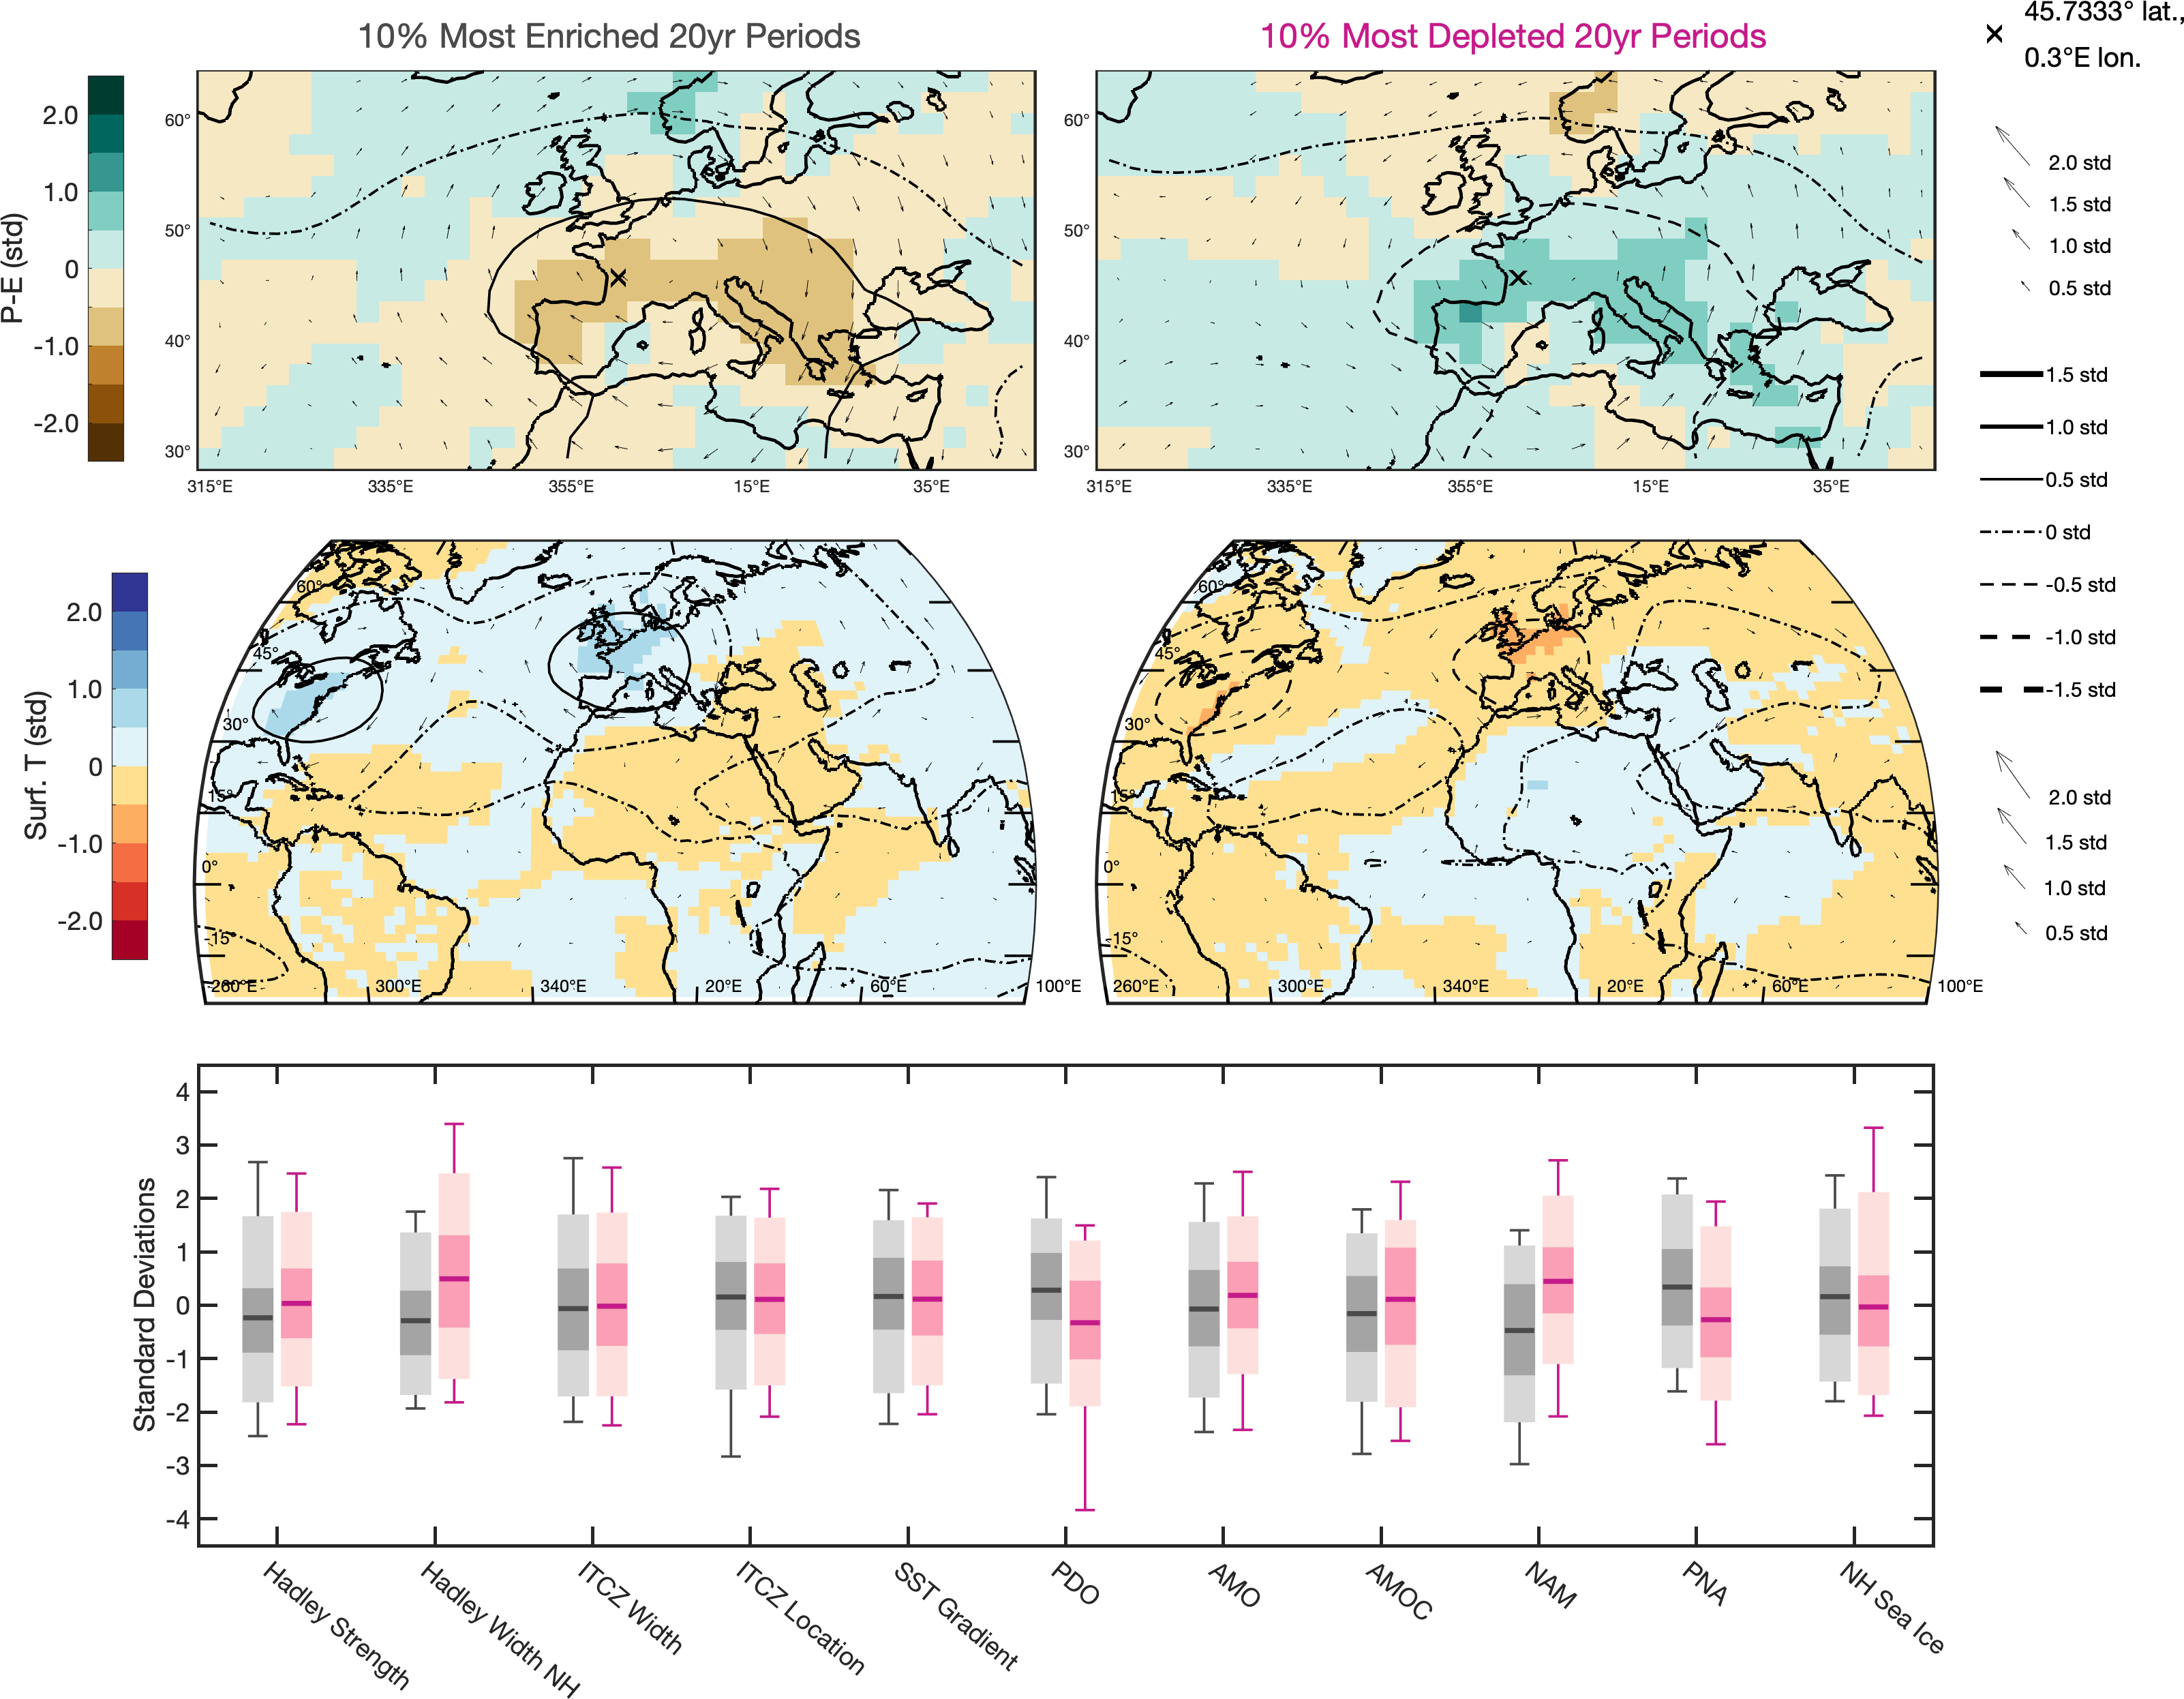 10% Most Enriched 20yr Periods
10% Most Depleted 20yr Periods
45.7333° lat.,
0.3°E lon.
P-E (std)
2.0
1.0
0
-1.0
-2.0
60°
50°
40°
30°
315°E
335°E
355°E
15°E
35°E
60°
50°
40°
30°
315°E
335°E
355°E
15°E
35°E
2.0 std
1.5 std
1.0 std
0.5 std
1.5 std
1.0 std
0.5 std
0 std
-0.5 std
-1.0 std
-1.5 std
Surf. T (std)
2.0
1.0
0
-1.0
-2.0
60°
45°
30°
15°
0°
-15°
260°E
300°E
340°E
20°E
60°E
100°E
60°
45°
30°
15°
0°
-15°
260°E
300°E
340°E
20°E
60°E
100°E
2.0 std
1.5 std
1.0 std
0.5 std
Standard Deviations
4
3
2
1
0
-1
-2
-3
-4
Hadley Strength
Hadley Width NH
ITCZ Width
ITCZ Location
SST Gradient
PDO
AMO
AMOC
NAM
PNA
NH Sea Ice